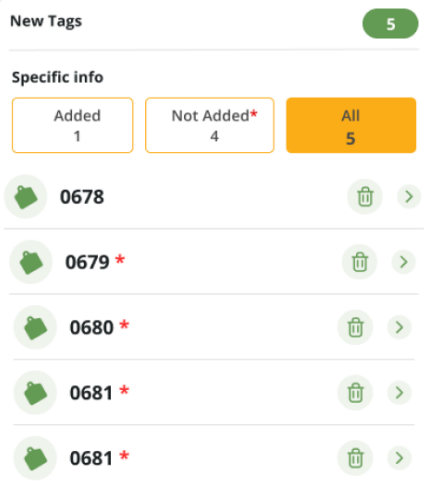 New Tags 5
Specific info
Added Not Added* All
1 4 5
0678
0679 *
0680 *
0681 *
0681 *